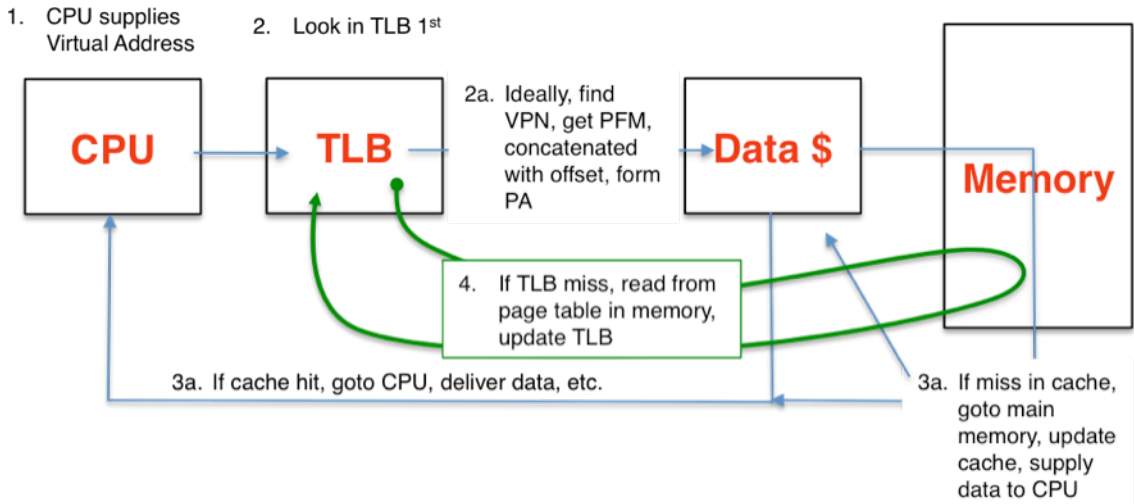 1. CPU supplies
Virtual Address
2. Look in TLB 1st
CPU
TLB
2a. Ideally, find
VPN, get PFM,
concatenated
with offset, form
PA
Data $
Memory
4. If TLB miss, read from
page table in memory,
update TLB
3a. If cache hit, goto CPU, deliver data, etc.
3a. If miss in cache,
goto main
memory, update
cache, supply
data to CPU